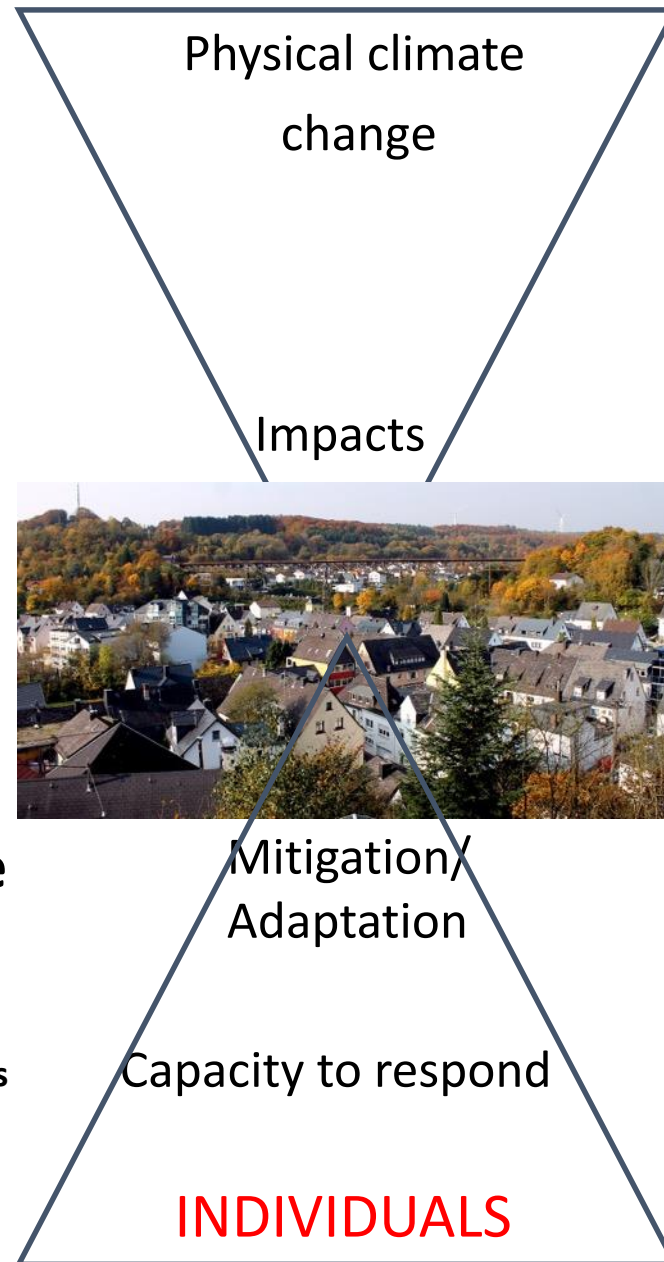 Physical climate
change
Impacts
e
Mitigation/
Adaptation
s
Capacity to respond
INDIVIDUALS